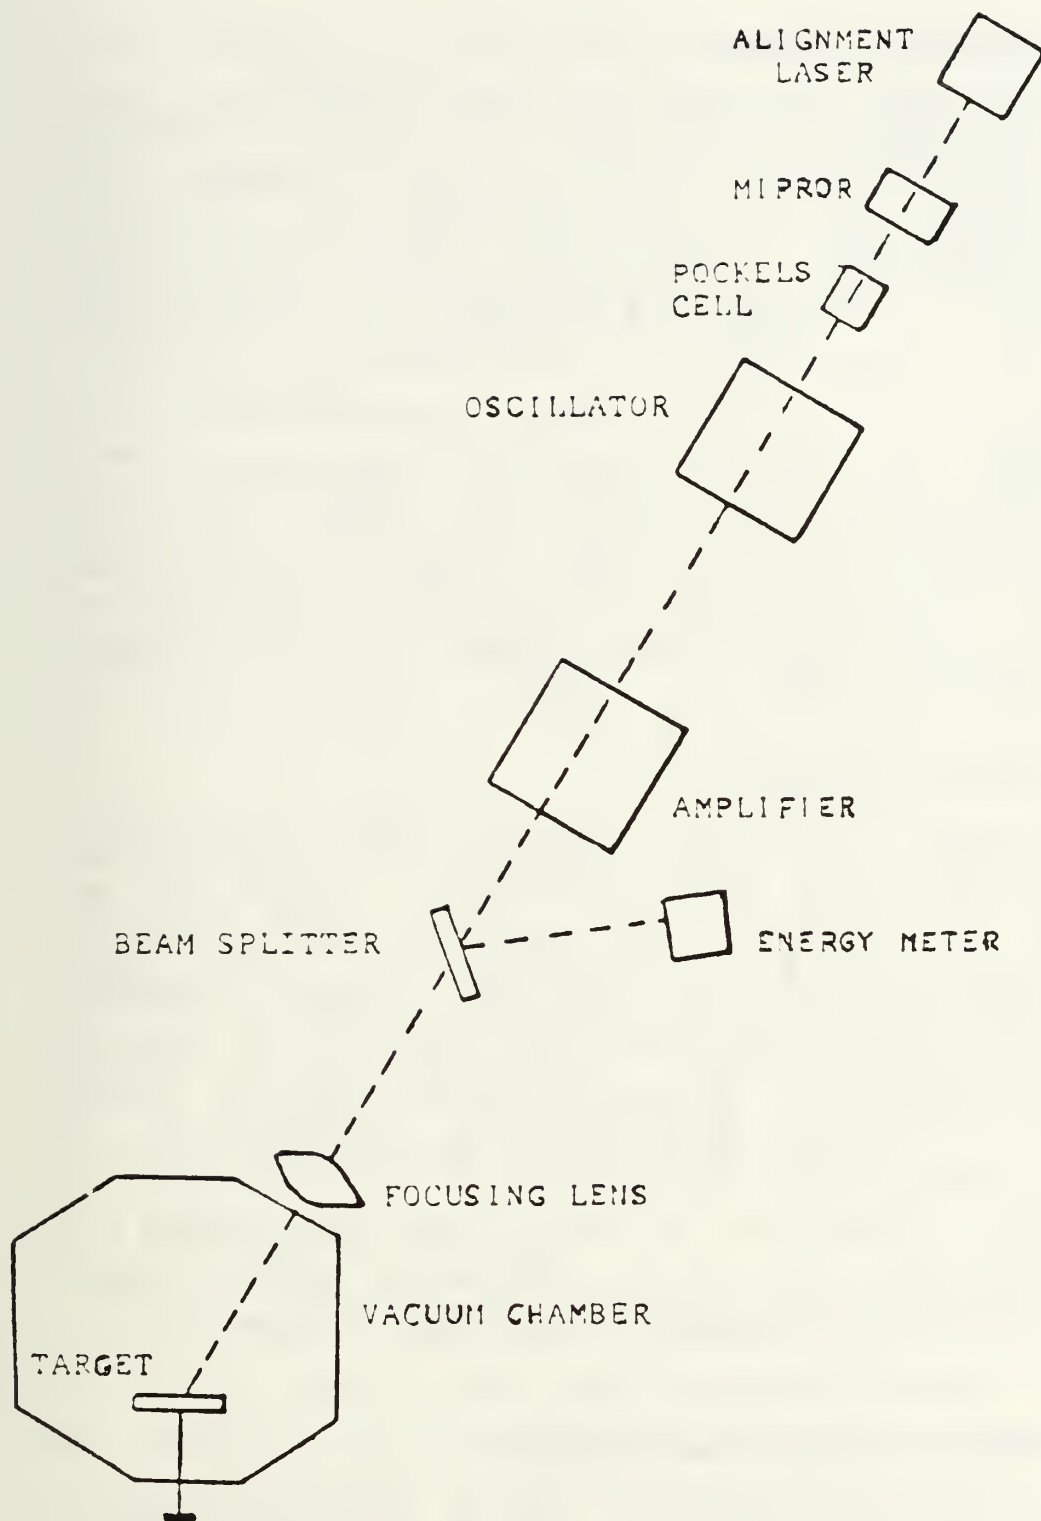 ALIGNMENT
LASER
MIPROR
POCKELS
CELL
OSCILLATOR
AMPLIFIER
BEAM SPLITTER
ENERGY METER
FOCUSING LENS
VACUUM CHAMBER
TARGET